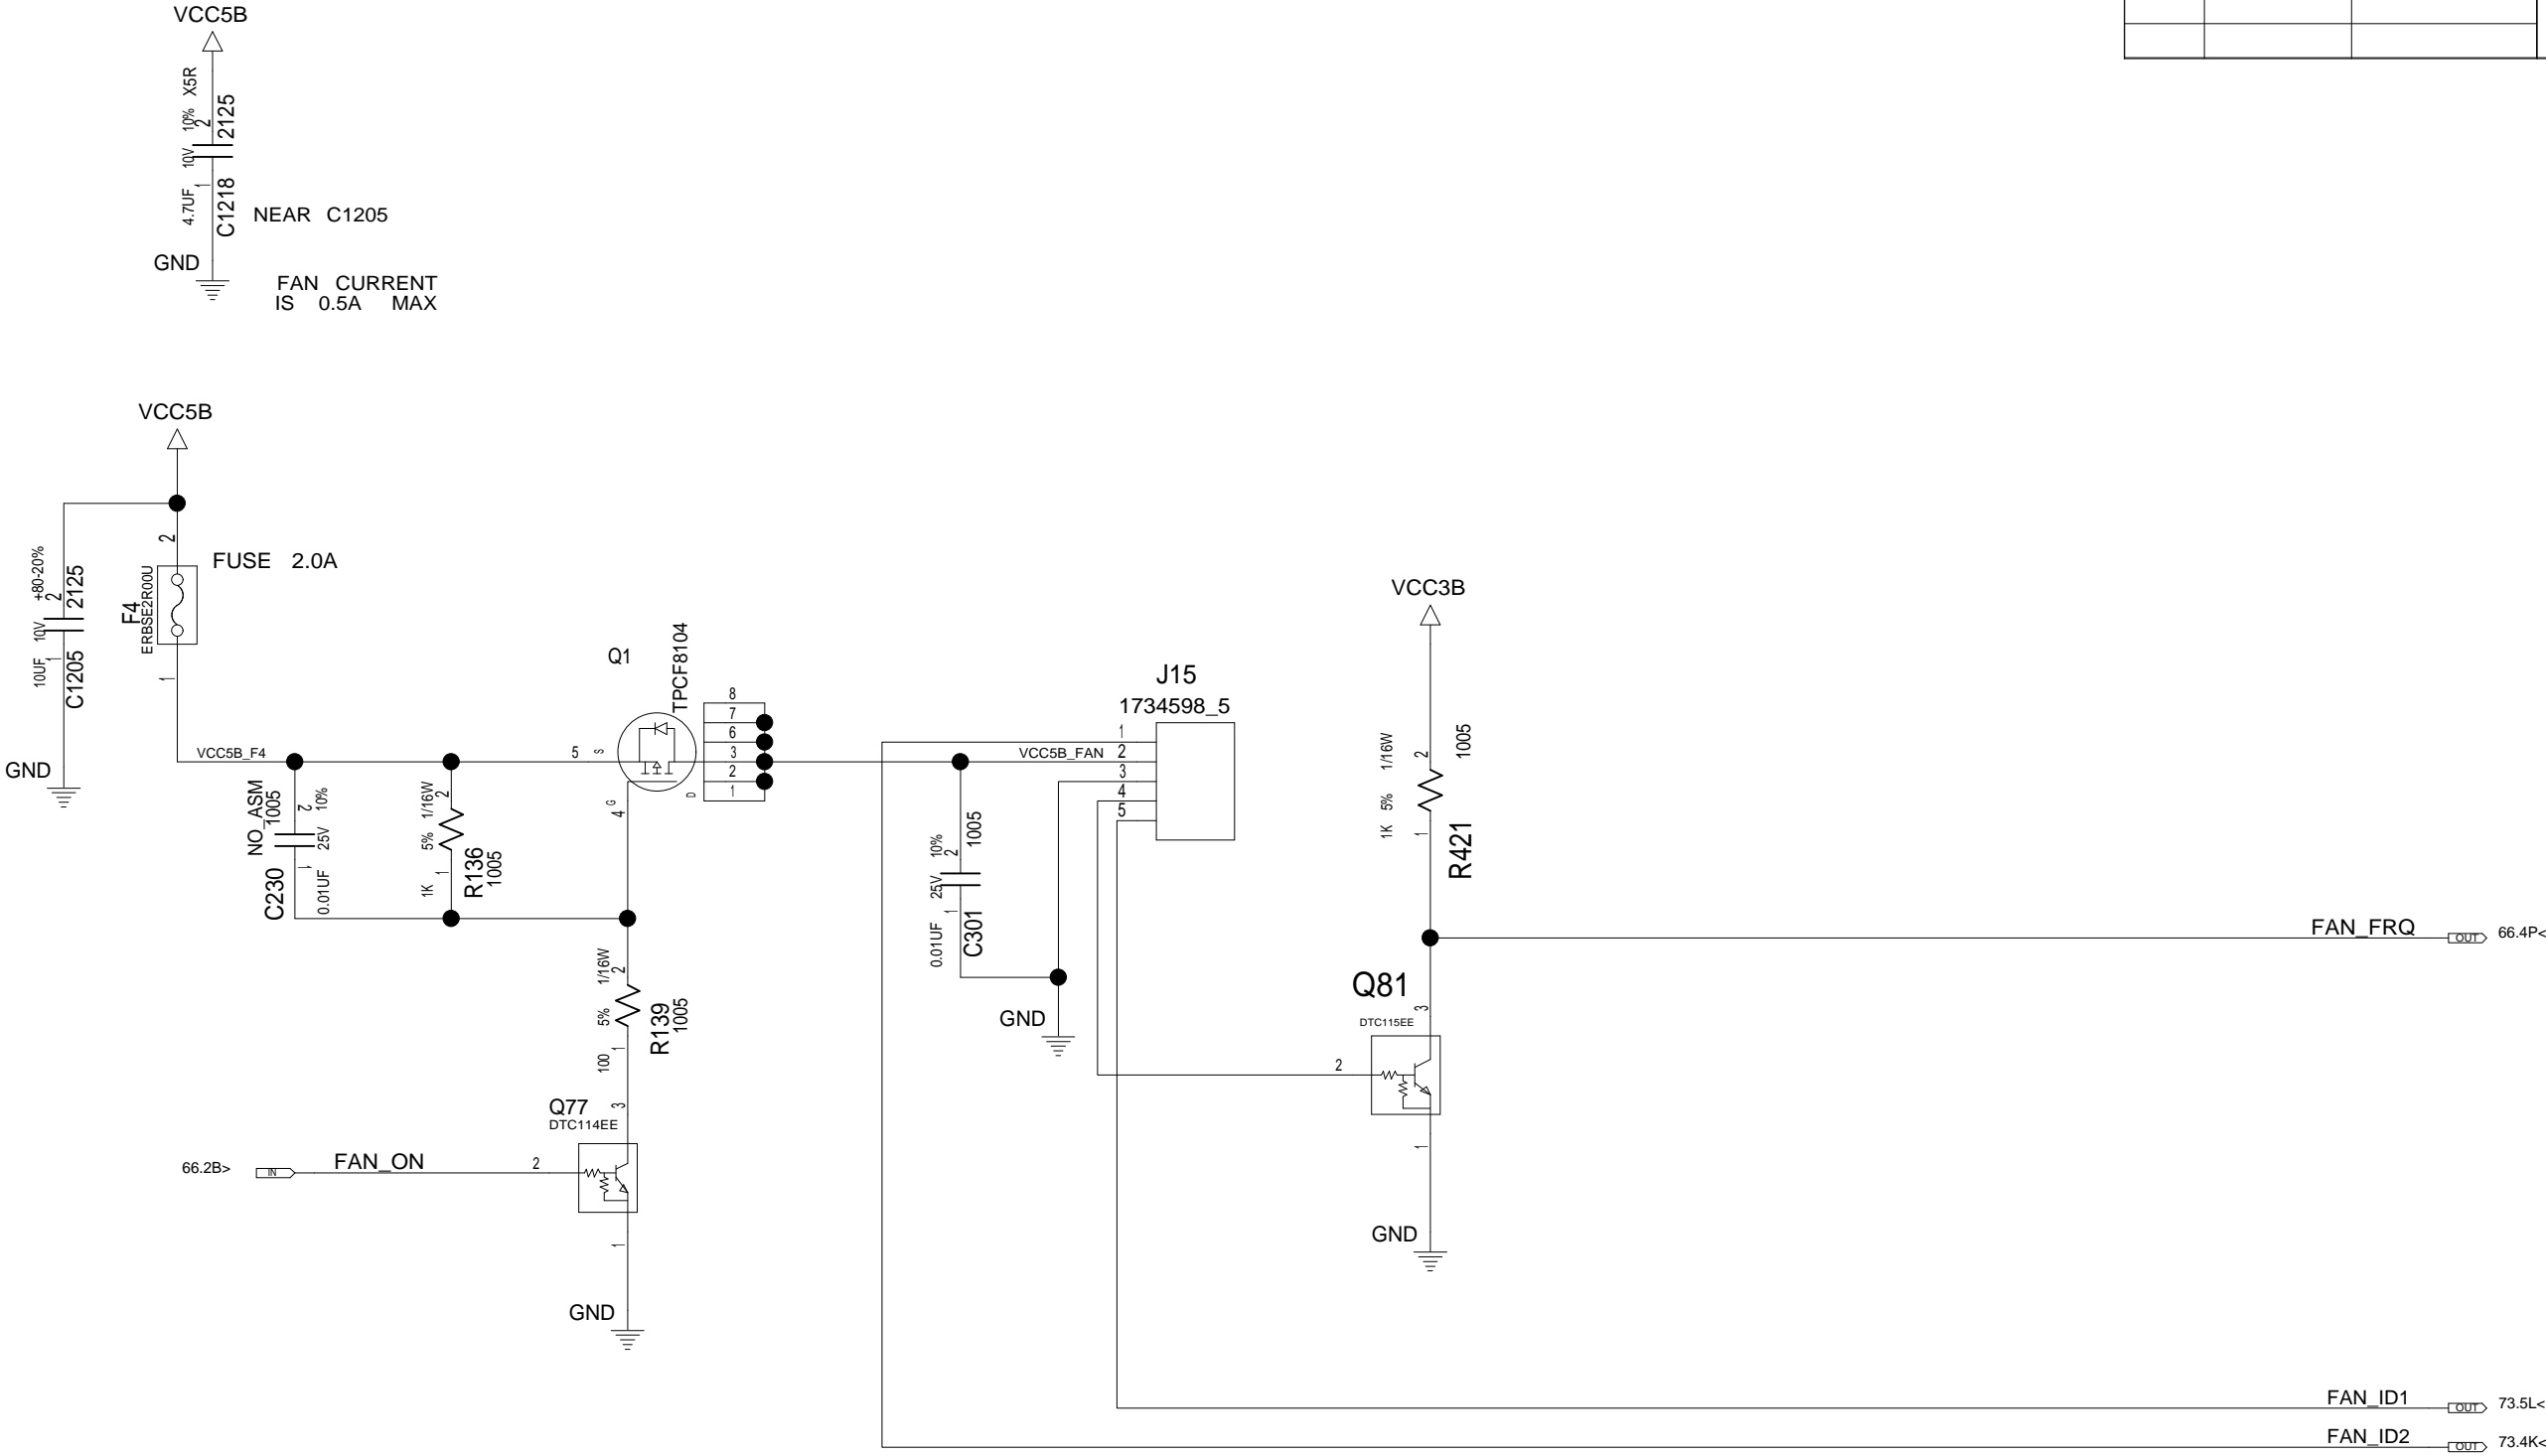 VCC5B
4.7UF 10V 10% X5R
1 2
C1218 2125
NEAR C1205
GND
FAN CURRENT
IS 0.5A MAX
VCC5B
10UF 10V +80-20%
1 2
C1205 2125
GND
2
FUSE 2.0A
F4
ERBSE2R00U
1
VCC5B_F4
NO_ASM
1005
C230
2
1
0.01UF 25V 10%
1K 5% 1/16W
1 2
R136
1005
Q1
TPCF8104
5 S
G
4
D
8
7
6
3
2
1
100 5% 1/16W
1 2
R139
1005
Q77
DTC114EE
3
66.2B> IN FAN_ON 2
1
GND
J15
1734598_5
1
VCC5B_FAN 2
3
4
5
0.01UF 25V 10%
1 2
C301 1005
GND
VCC3B
1K 5% 1/16W
1 2
R421 1005
FAN_FRQ OUT 66.4P<
Q81
3
DTC115EE
2
1
GND
FAN_ID1 OUT 73.5L<
FAN_ID2 OUT 73.4K<